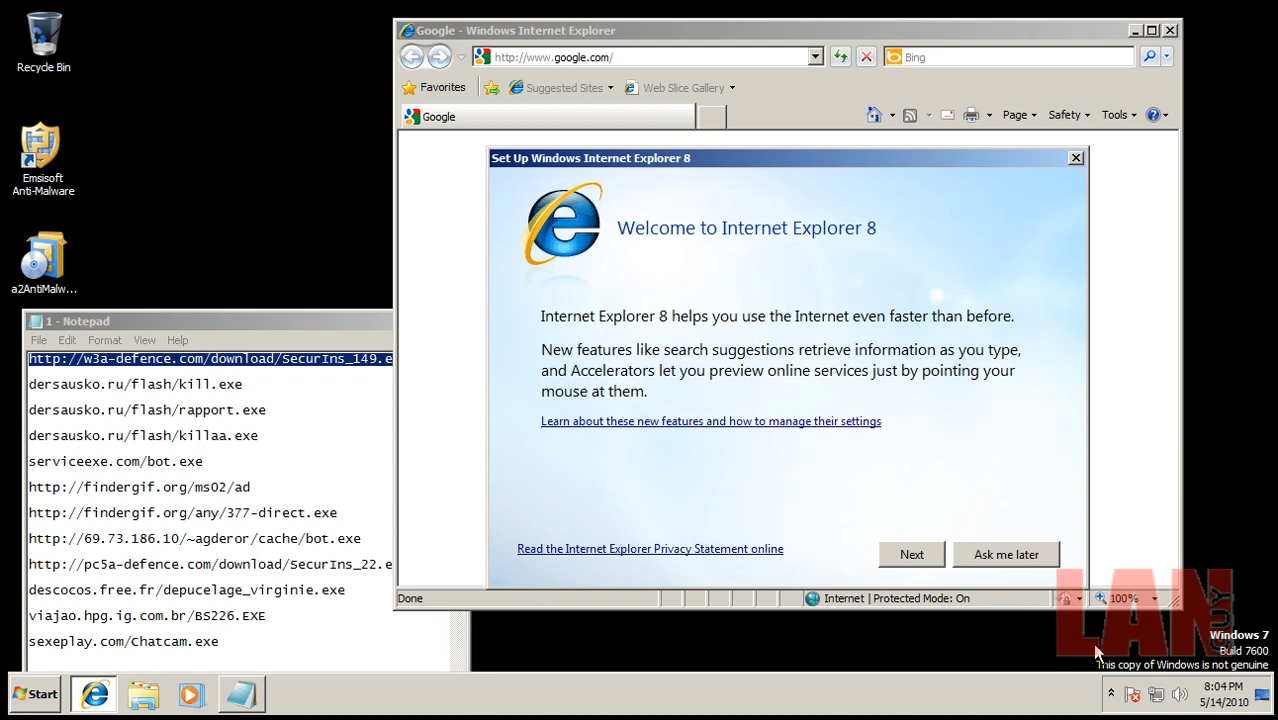 Recycle Bin
Emsisoft
Anti-Malware
a2AntiMalw...
Google - Windows Internet Explorer
http://www.google.com/
Bing
Favorites
Suggested Sites
Web Slice Gallery
Google
Page
Safety
Tools
Set Up Windows Internet Explorer 8
Welcome to Internet Explorer 8
Internet Explorer 8 helps you use the Internet even faster than before.
New features like search suggestions retrieve information as you type,
and Accelerators let you preview online services just by pointing your
mouse at them.
Learn about these new features and how to manage their settings
Read the Internet Explorer Privacy Statement online
Next
Ask me later
Done
Internet | Protected Mode: On
100%
1 - Notepad
File Edit Format View Help
http://w3a-defence.com/download/SecurIns_149.e
dersausko.ru/flash/kill.exe
dersausko.ru/flash/rapport.exe
dersausko.ru/flash/killaa.exe
serviceexe.com/bot.exe
http://findergif.org/ms02/ad
http://findergif.org/any/377-direct.exe
http://69.73.186.10/~agderor/cache/bot.exe
http://pc5a-defence.com/download/SecurIns_22.e
descocos.free.fr/depucelage_virginie.exe
viajao.hpg.ig.com.br/BS226.EXE
sexeplay.com/Chatcam.exe
LAN
GUY
Windows 7
Build 7600
This copy of Windows is not genuine
Start
8:04 PM
5/14/2010